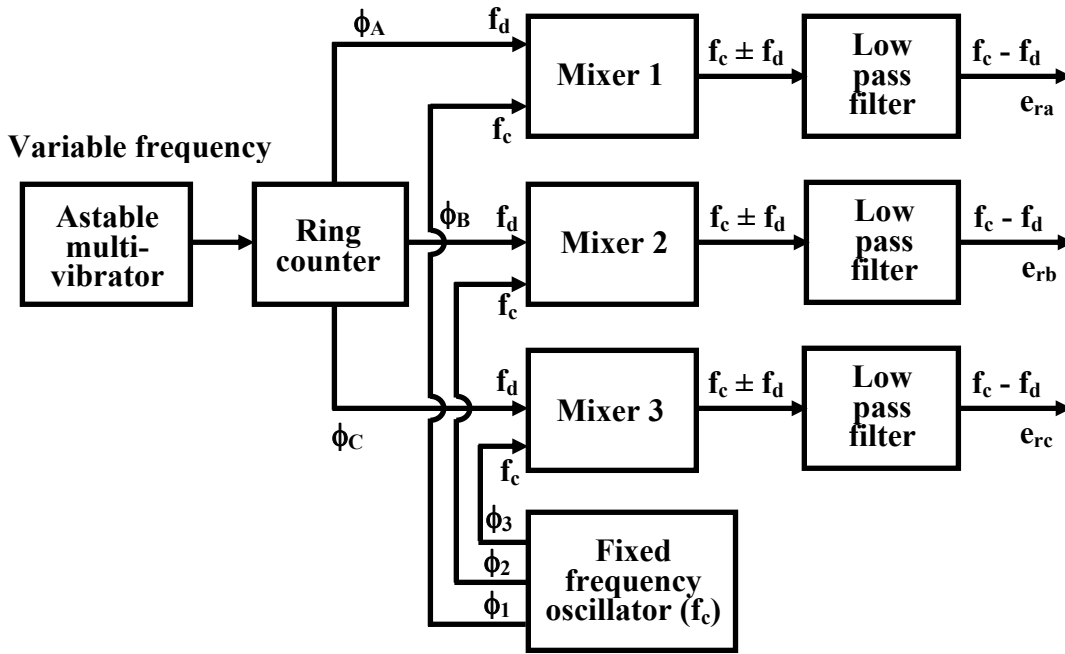 ϕA
fd
Mixer 1
fc ± fd
Low
pass
filter
fc - fd
era
fc
Variable frequency
Astable
multi-
vibrator
Ring
counter
ϕB
fd
Mixer 2
fc ± fd
Low
pass
filter
fc - fd
erb
fc
fd
Mixer 3
fc ± fd
Low
pass
filter
fc - fd
erc
ϕC
fc
ϕ3
ϕ2
ϕ1
Fixed
frequency
oscillator (fc)